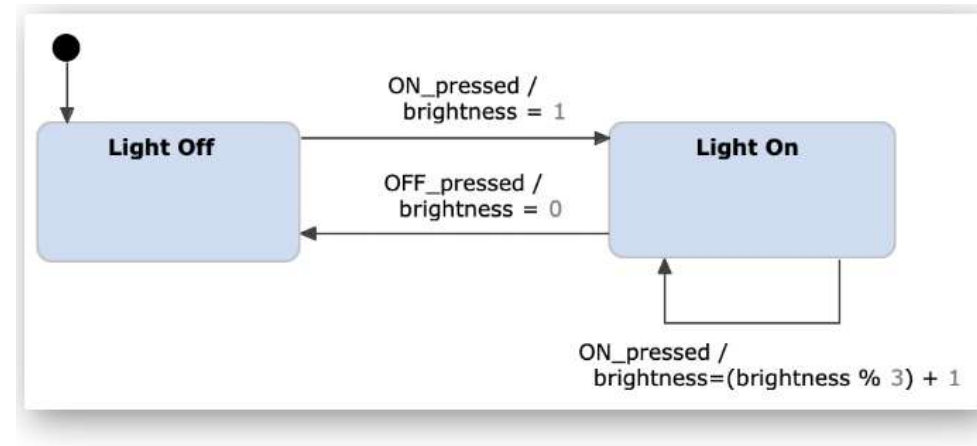 ON_pressed /
brightness = 1
Light Off
Light On
OFF_pressed /
brightness = 0
ON_pressed /
brightness=(brightness % 3) + 1